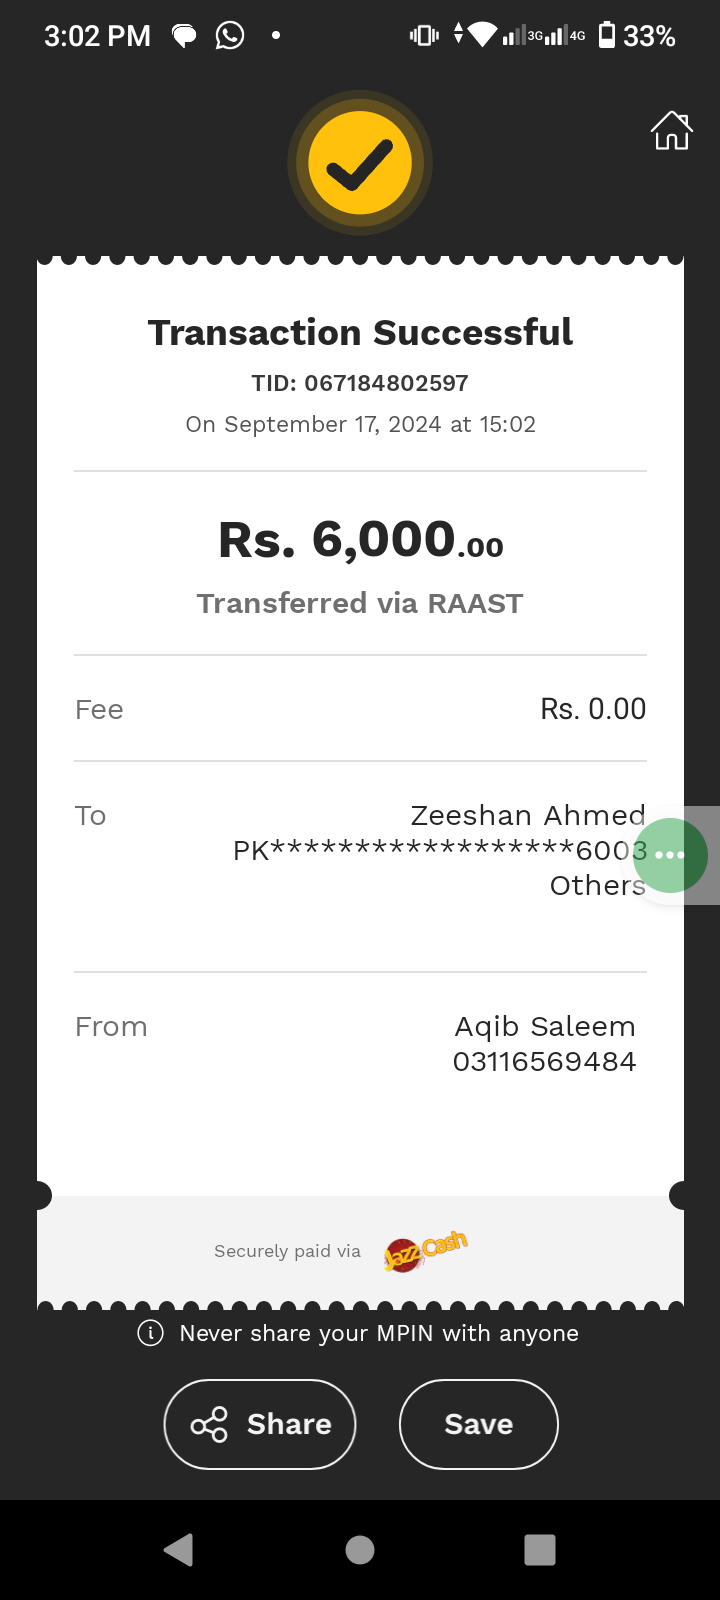 3:02 PM 3G 4G 33%
Transaction Successful
TID: 067184802597
On September 17, 2024 at 15:02
Rs. 6,000.00
Transferred via RAAST
Fee Rs. 0.00
To Zeeshan Ahmed
PK******************6003
Others
From Aqib Saleem
03116569484
Securely paid via JazzCash
Never share your MPIN with anyone
Share Save